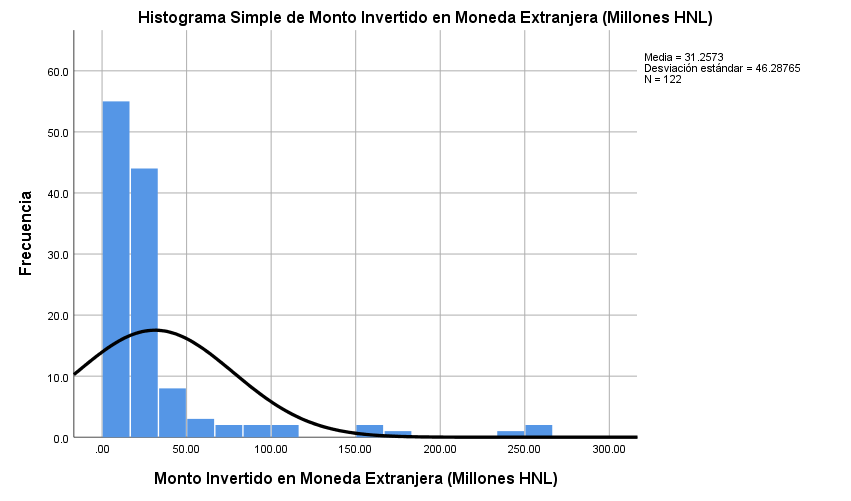 Histograma Simple de Monto Invertido en Moneda Extranjera (Millones HNL)
Media = 31.2573
Desviación estándar = 46.28765
N = 122
Frecuencia
60.0
50.0
40.0
30.0
20.0
10.0
0.0
.00 50.00 100.00 150.00 200.00 250.00 300.00
Monto Invertido en Moneda Extranjera (Millones HNL)